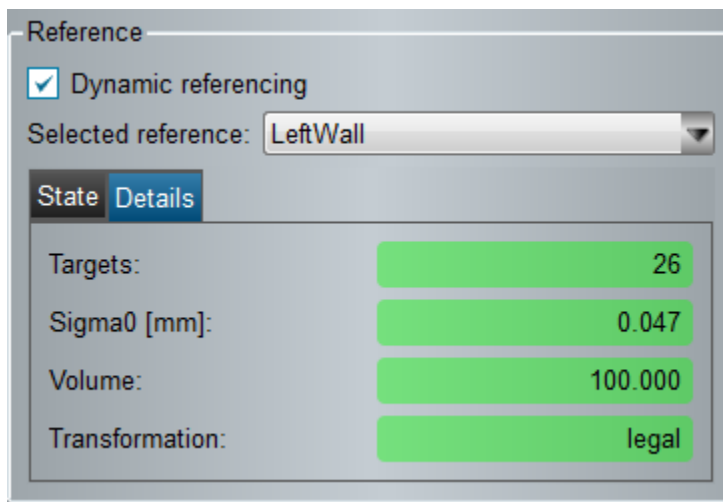 Reference
Dynamic referencing
Selected reference: LeftWall
State Details
Targets: 26
Sigma0 [mm]: 0.047
Volume: 100.000
Transformation: legal